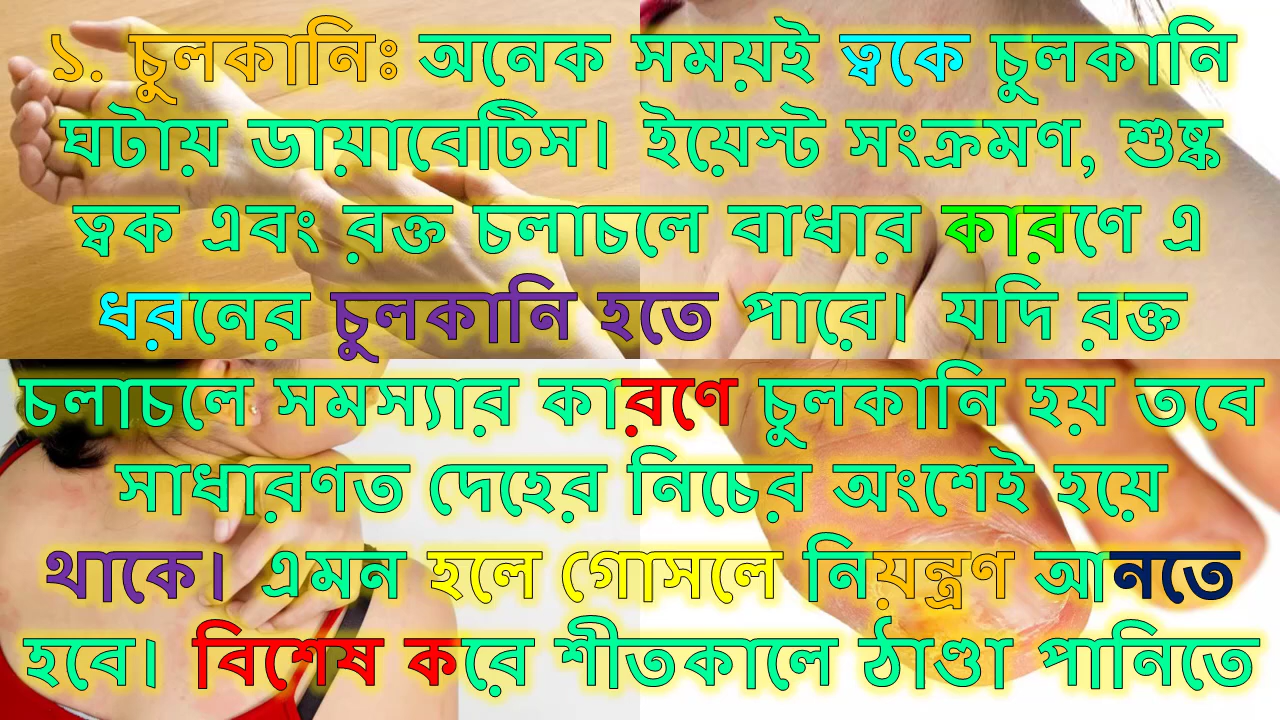 ১. চুলকানিঃ অনেক সময়ই ত্বকে চুলকানি
ঘটায় ডায়াবেটিস। ইয়েস্ট সংক্রমণ, শুষ্ক
ত্বক এবং রক্ত চলাচলে বাধার কারণে এ
ধরনের চুলকানি হতে পারে। যদি রক্ত
চলাচলে সমস্যার কারণে চুলকানি হয় তবে
সাধারণত দেহের নিচের অংশেই হয়ে
থাকে। এমন হলে গোসলে নিয়ন্ত্রণ আনতে
হবে। বিশেষ করে শীতকালে ঠাণ্ডা পানিতে